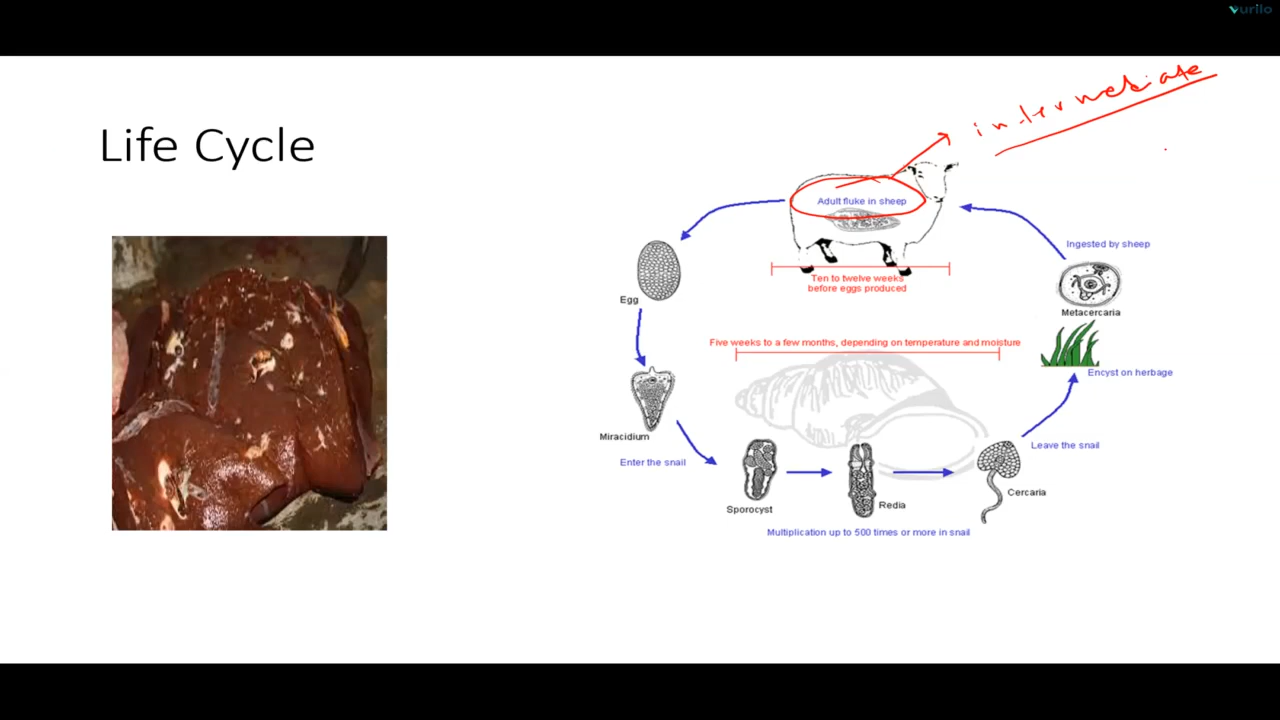 Vurilo
intermediate
Life Cycle
Adult fluke in sheep
Ingested by sheep
Ten to twelve weeks
before eggs produced
Egg
Metacercaria
Five weeks to a few months, depending on temperature and moisture
Encyst on herbage
Miracidium
Enter the snail
Leave the snail
Cercaria
Redia
Sporocyst
Multiplication up to 500 times or more in snail